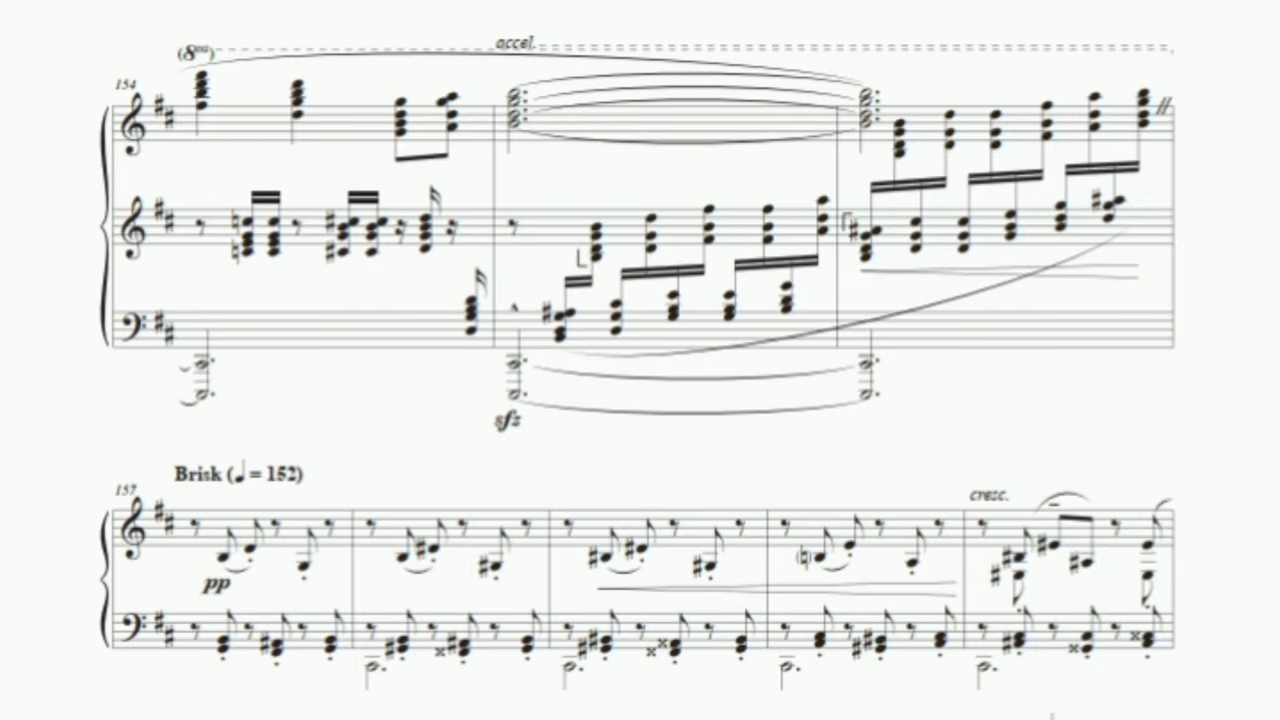 (8va)
accel.
154
sfz
Brisk (♩ = 152)
157
cresc.
pp